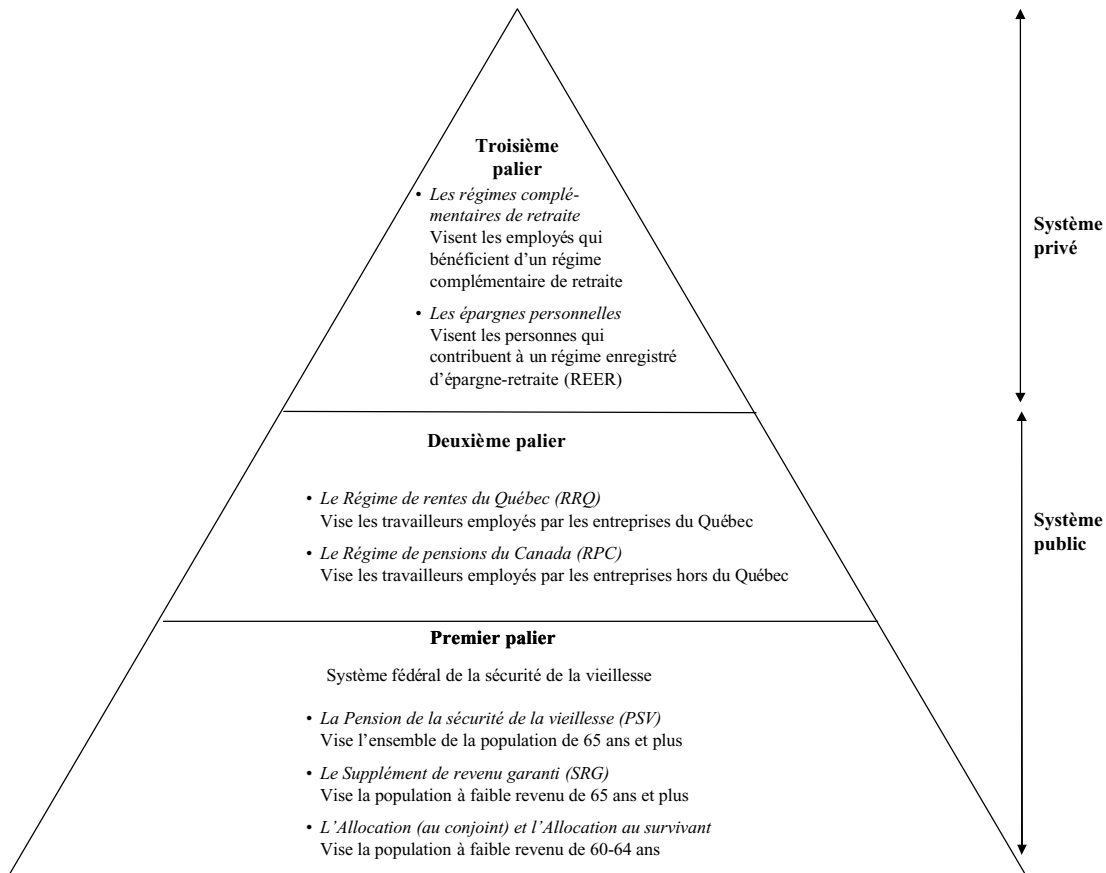 Troisième
palier
• Les régimes complé-
mentaires de retraite
Visent les employés qui
bénéficient d’un régime
complémentaire de retraite
• Les épargnes personnelles
Visent les personnes qui
contribuent à un régime enregistré
d’épargne-retraite (REER)
Système
privé
Deuxième palier
• Le Régime de rentes du Québec (RRQ)
Vise les travailleurs employés par les entreprises du Québec
• Le Régime de pensions du Canada (RPC)
Vise les travailleurs employés par les entreprises hors du Québec
Système
public
Premier palier
Système fédéral de la sécurité de la vieillesse
• La Pension de la sécurité de la vieillesse (PSV)
Vise l’ensemble de la population de 65 ans et plus
• Le Supplément de revenu garanti (SRG)
Vise la population à faible revenu de 65 ans et plus
• L’Allocation (au conjoint) et l’Allocation au survivant
Vise la population à faible revenu de 60-64 ans